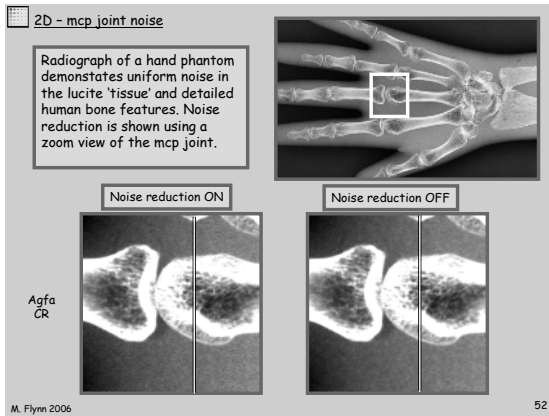 2D – mcp joint noise
Radiograph of a hand phantom
demonstates uniform noise in
the lucite 'tissue' and detailed
human bone features. Noise
reduction is shown using a
zoom view of the mcp joint.
Noise reduction ON
Noise reduction OFF
Agfa
CR
M. Flynn 2006
52